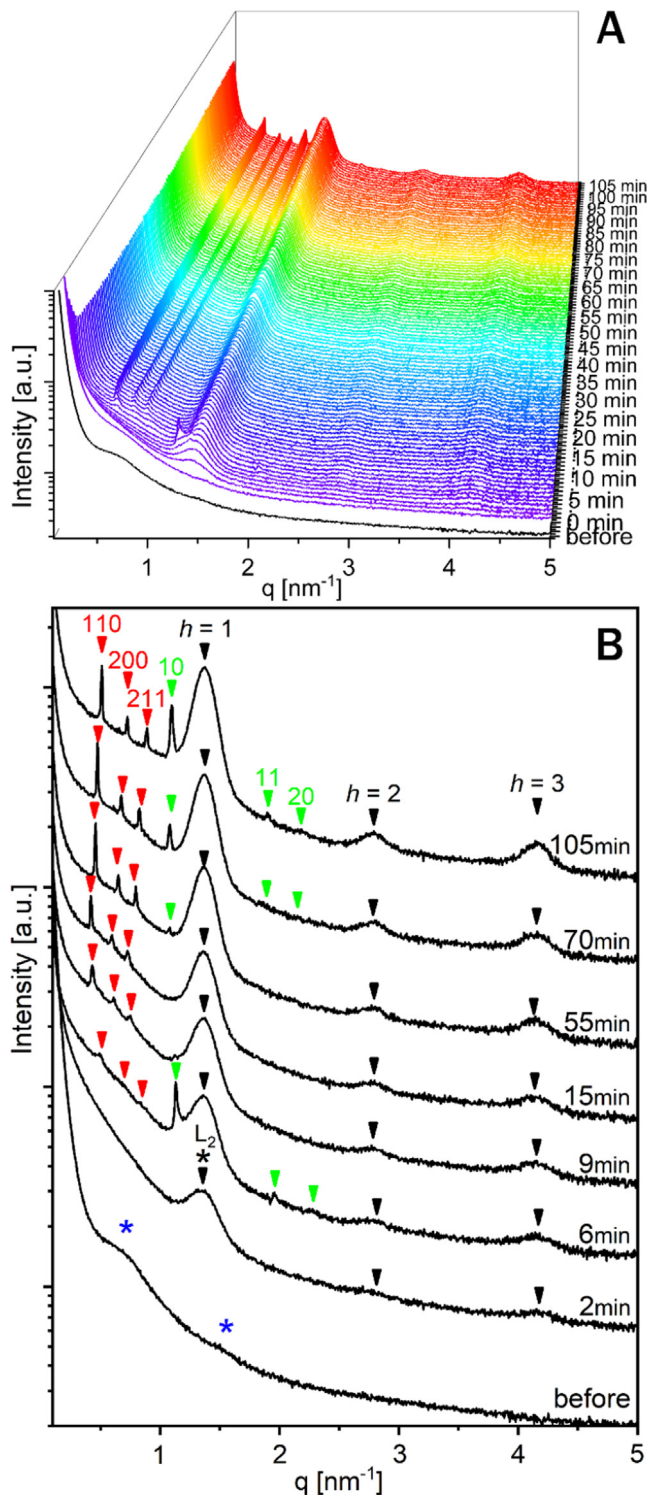 A
105 min
100 min
95 min
90 min
85 min
80 min
75 min
70 min
65 min
60 min
55 min
50 min
45 min
40 min
35 min
30 min
25 min
20 min
15 min
10 min
5 min
0 min
before
Intensity [a.u.]
1 2 3 4 5
q [nm⁻¹]
B
110
200
211
10
h = 1
11
20
h = 2
h = 3
105min
70min
55min
15min
9min
6min
L₂
*
2min
*
*
before
Intensity [a.u.]
1 2 3 4 5
q [nm⁻¹]